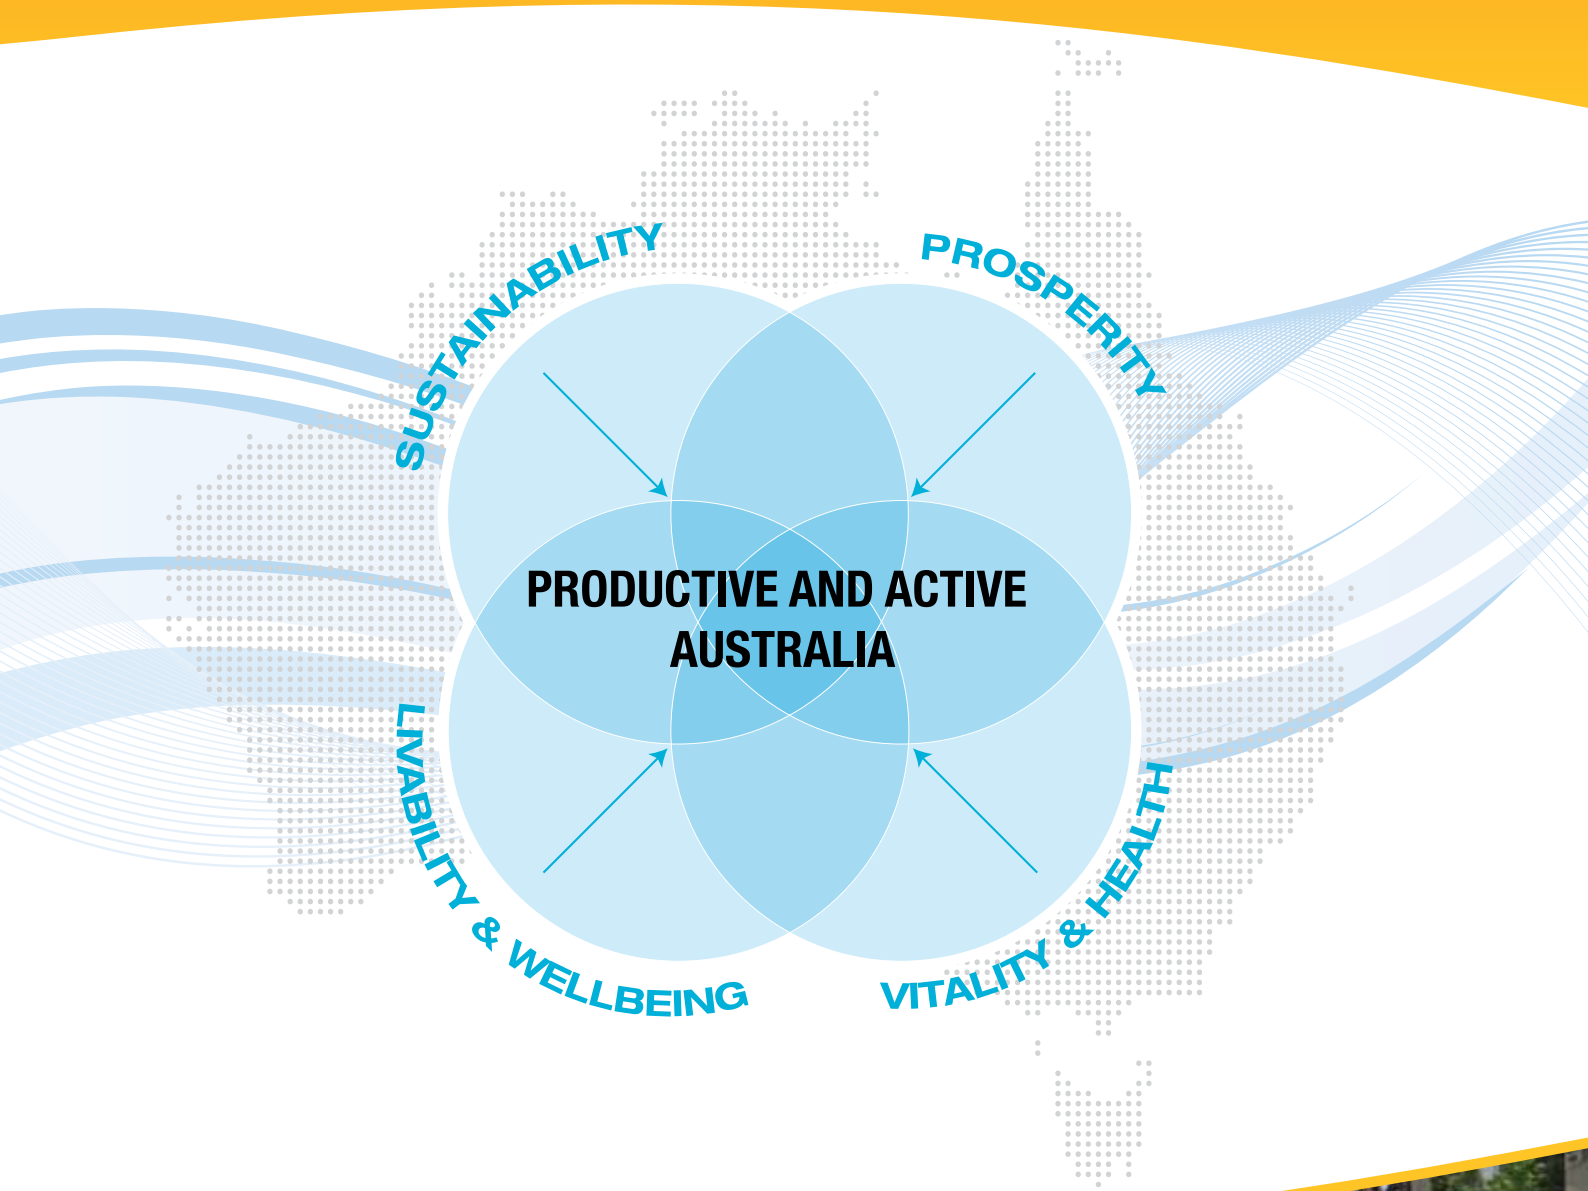 SUSTAINABILITY
PROSPERITY
PRODUCTIVE AND ACTIVE
AUSTRALIA
LIVABILITY & WELLBEING
VITALITY & HEALTH